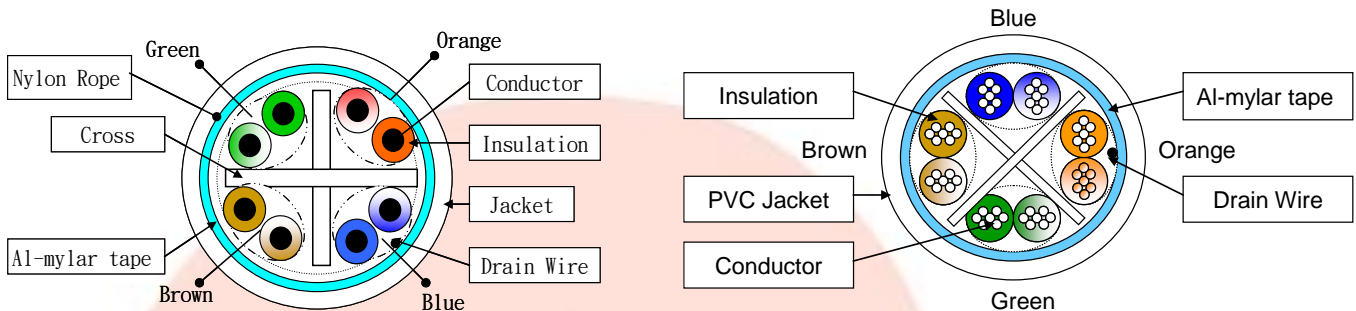 Green
Orange
Nylon Rope
Conductor
Cross
Insulation
Jacket
Al-mylar tape
Drain Wire
Brown
Blue
Blue
Insulation
Al-mylar tape
Brown
Orange
PVC Jacket
Drain Wire
Conductor
Green